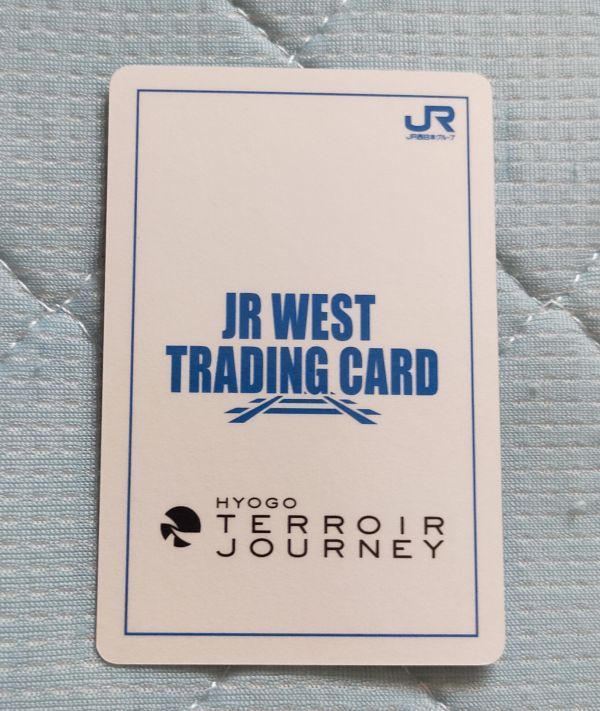 JR
JR西日本グループ
JR WEST
TRADING CARD
HYOGO
TERROIR
JOURNEY